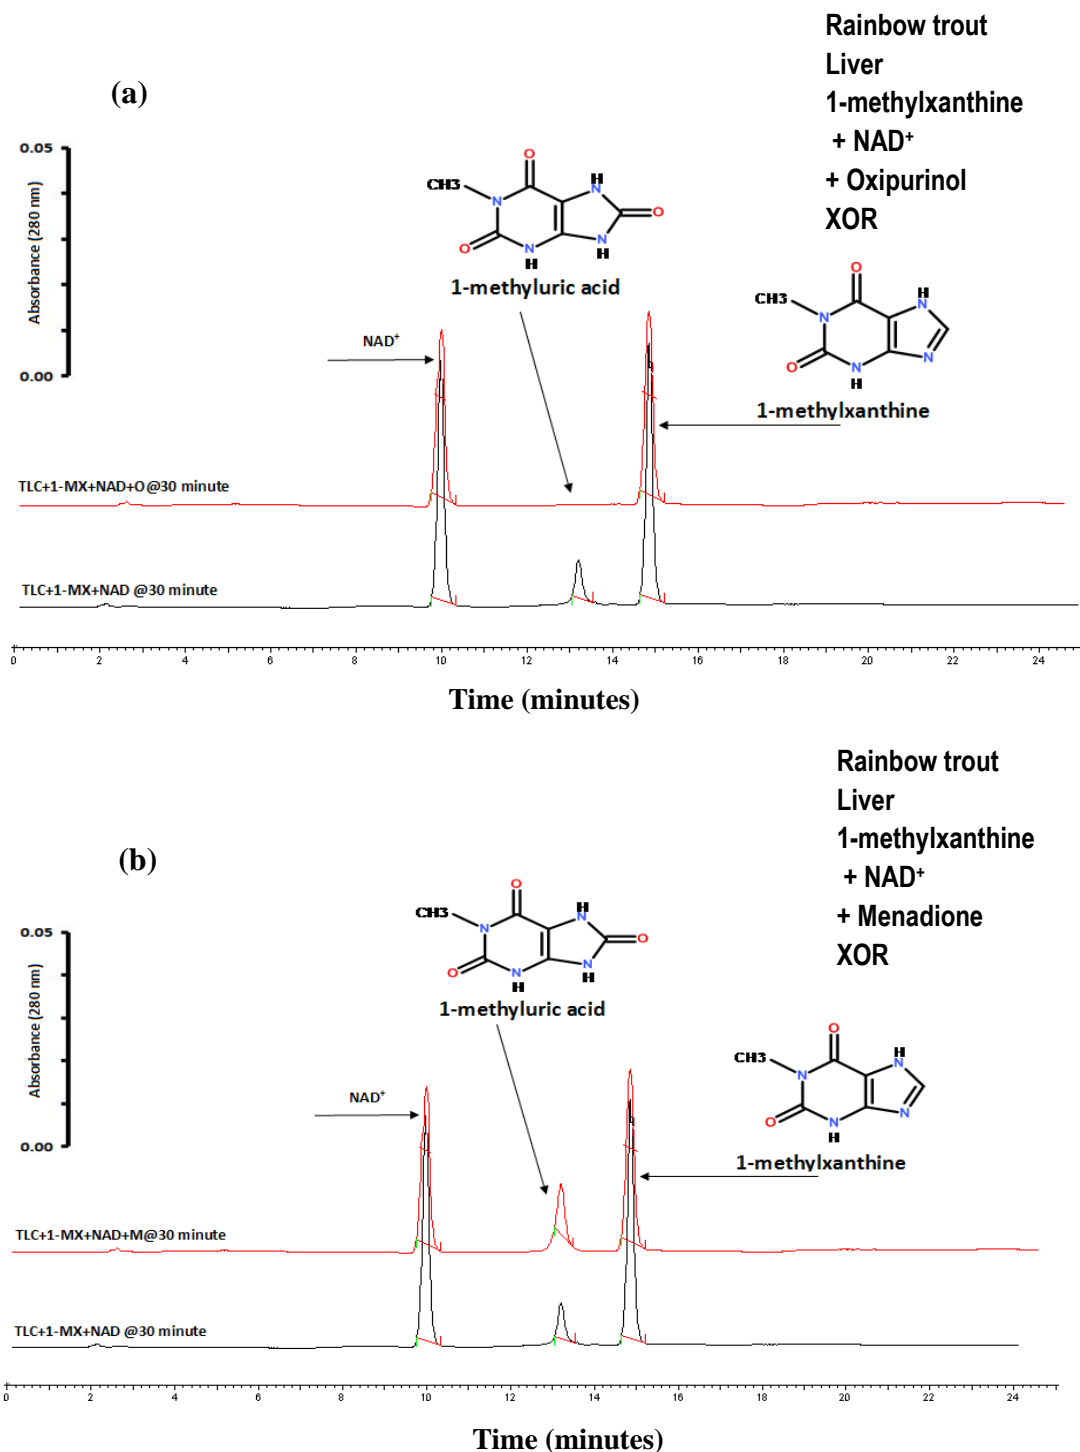 Rainbow trout
Liver
1-methylxanthine
+ NAD⁺
+ Oxipurinol
XOR
(a)
0.05
Absorbance (280 nm)
0.00
O
CH3
N
H
N
O
O
N
H
N
H
1-methyluric acid
O
CH3
N
H
N
O
N
H
N
1-methylxanthine
NAD⁺
TLC+1-MX+NAD+O@30 minute
TLC+1-MX+NAD @30 minute
0 2 4 6 8 10 12 14 16 18 20 22 24
Time (minutes)
Rainbow trout
Liver
1-methylxanthine
+ NAD⁺
+ Menadione
XOR
(b)
0.05
Absorbance (280 nm)
0.00
O
CH3
N
H
N
O
O
N
H
N
H
1-methyluric acid
O
CH3
N
H
N
O
N
H
N
1-methylxanthine
NAD⁺
TLC+1-MX+NAD+M@30 minute
TLC+1-MX+NAD @30 minute
0 2 4 6 8 10 12 14 16 18 20 22 24
Time (minutes)